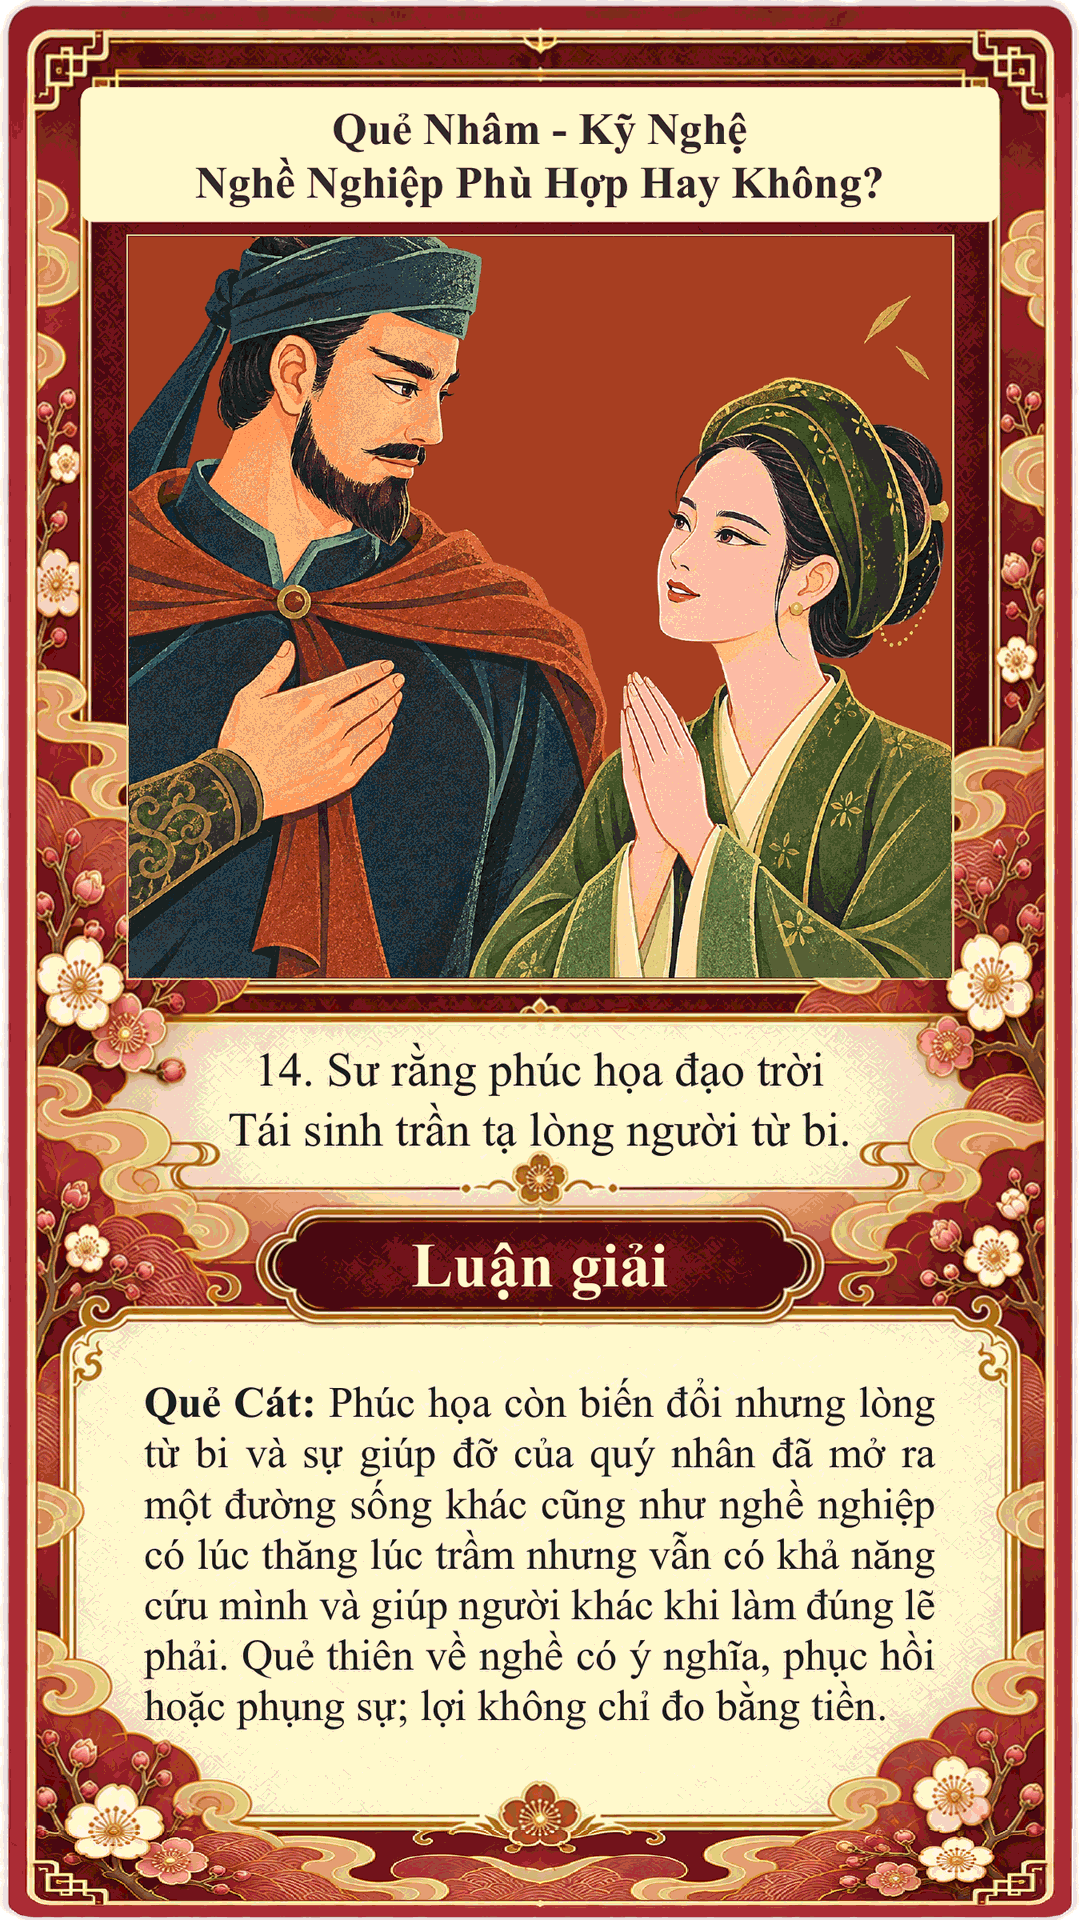 Quẻ Nhâm - Kỹ Nghệ
Nghề Nghiệp Phù Hợp Hay Không?
14. Sư rằng phúc họa đạo trời
Tái sinh trần tạ lòng người từ bi.
Luận giải
Quẻ Cát: Phúc họa còn biến đổi nhưng lòng
từ bi và sự giúp đỡ của quý nhân đã mở ra
một đường sống khác cũng như nghề nghiệp
có lúc thăng lúc trầm nhưng vẫn có khả năng
cứu mình và giúp người khác khi làm đúng lẽ
phải. Quẻ thiên về nghề có ý nghĩa, phục hồi
hoặc phụng sự; lợi không chỉ đo bằng tiền.